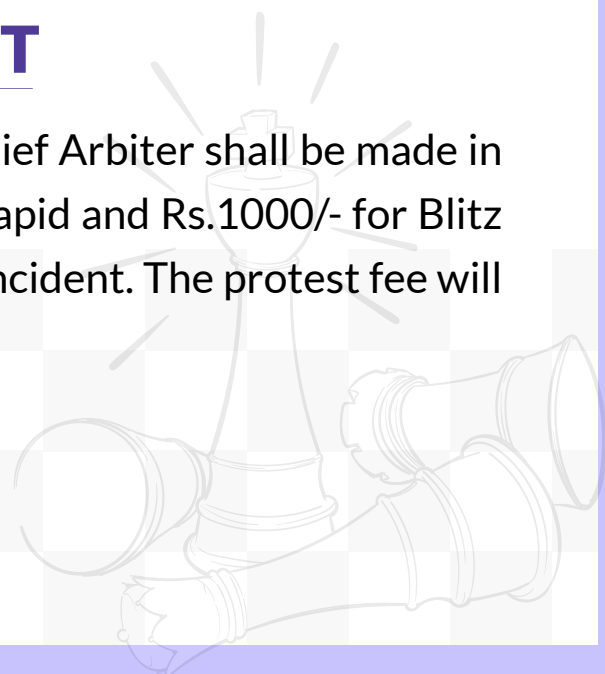 T
ief Arbiter shall be made in
apid and Rs.1000/- for Blitz
ncident. The protest fee will